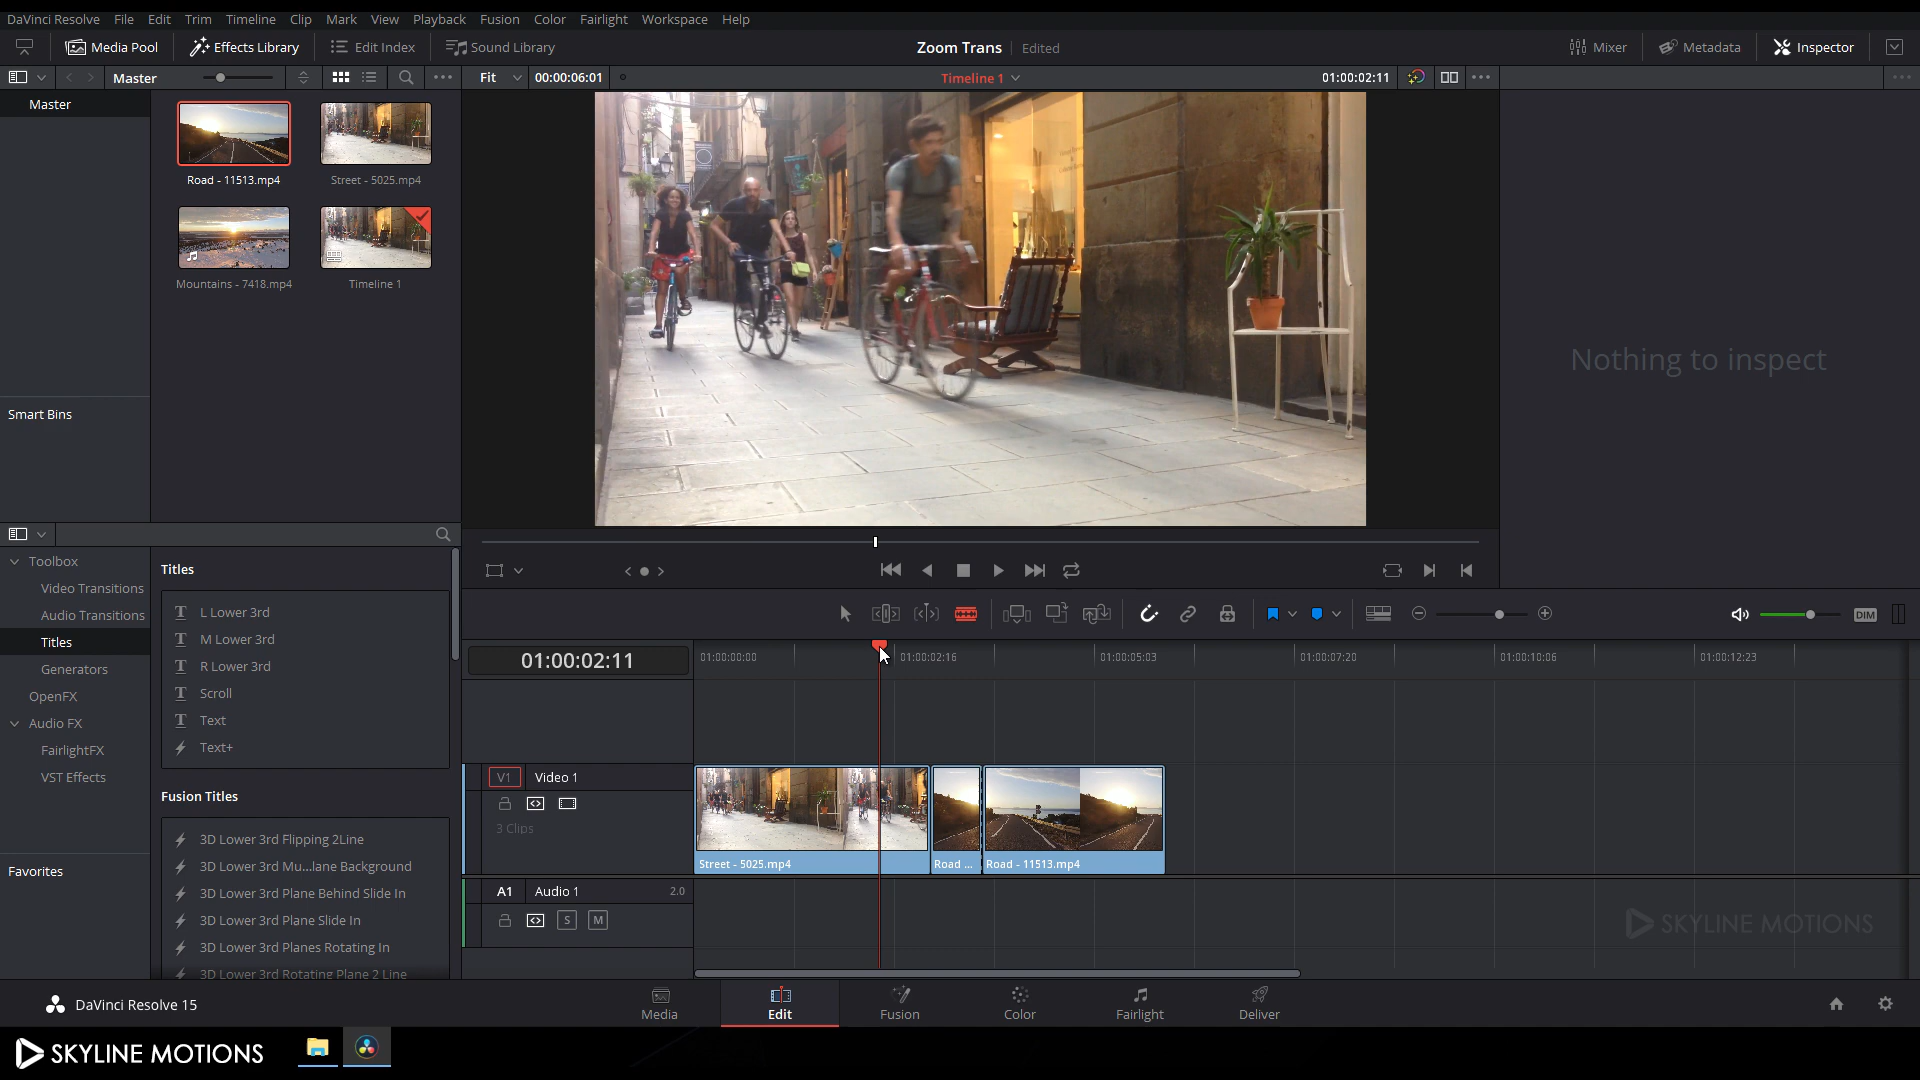 DaVinci Resolve File Edit Trim Timeline Clip Mark View Playback Fusion Color Fairlight Workspace Help
Media Pool Effects Library Edit Index Sound Library Zoom Trans Edited Mixer Metadata Inspector
Master Fit 00:00:06:01 Timeline 1 01:00:02:11
Master
Road - 11513.mp4 Street - 5025.mp4
Mountains - 7418.mp4 Timeline 1
Nothing to inspect
Smart Bins
Toolbox
Video Transitions
Audio Transitions
Titles
Generators
OpenFX
Audio FX
FairlightFX
VST Effects
Favorites
Titles
L Lower 3rd
M Lower 3rd
R Lower 3rd
Scroll
Text
Text+
Fusion Titles
3D Lower 3rd Flipping 2Line
3D Lower 3rd Mu...lane Background
3D Lower 3rd Plane Behind Slide In
3D Lower 3rd Plane Slide In
3D Lower 3rd Planes Rotating In
3D Lower 3rd Rotating Plane 2 Line
DIM
01:00:02:11 01:00:00:00 01:00:02:16 01:00:05:03 01:00:07:20 01:00:10:06 01:00:12:23
V1 Video 1
3 Clips
Street - 5025.mp4 Road ... Road - 11513.mp4
A1 Audio 1 2.0
S M
SKYLINE MOTIONS
DaVinci Resolve 15
Media Edit Fusion Color Fairlight Deliver
SKYLINE MOTIONS